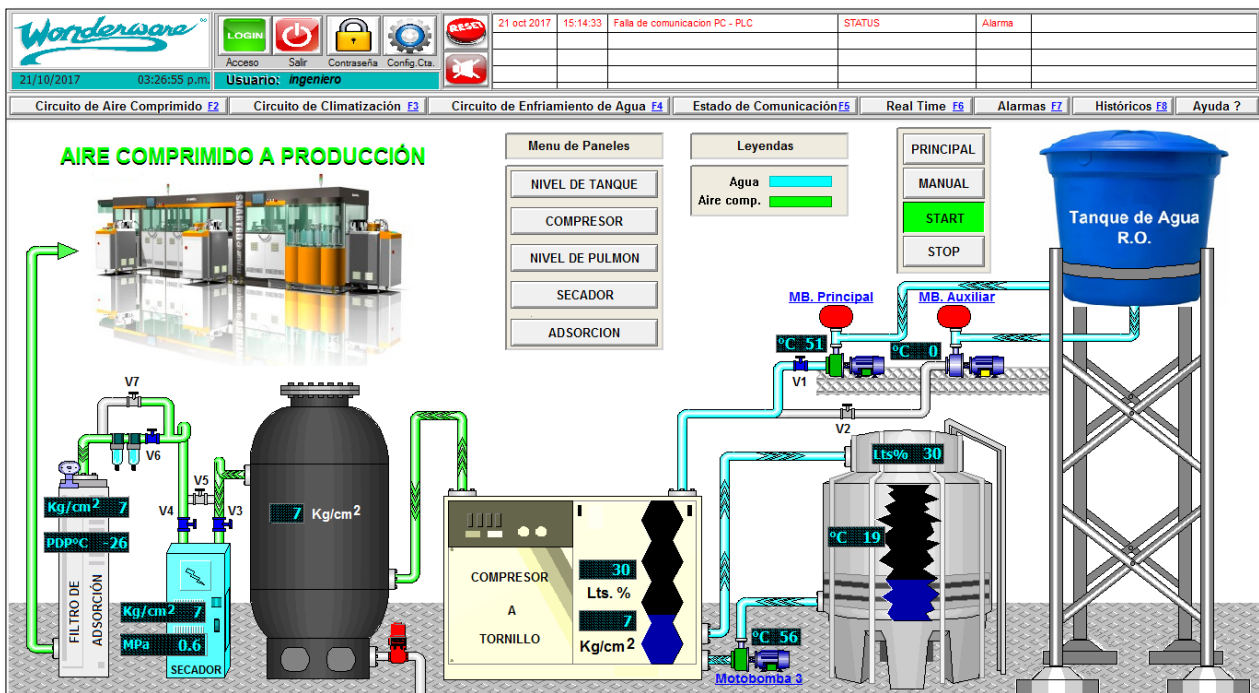 Wonderware
21/10/2017 03:26:55 p.m.
LOGIN
Acceso Salir Contraseña Config.Cta.
Usuario: ingeniero
RESET
21 oct 2017 15:14:33 Falla de comunicacion PC - PLC STATUS Alarma
Circuito de Aire Comprimido F2 Circuito de Climatización F3 Circuito de Enfriamiento de Agua F4 Estado de Comunicación F5 Real Time F6 Alarmas F7 Históricos F8 Ayuda ?
AIRE COMPRIMIDO A PRODUCCIÓN
Menu de Paneles
NIVEL DE TANQUE
COMPRESOR
NIVEL DE PULMON
SECADOR
ADSORCION
Leyendas
Agua
Aire comp.
PRINCIPAL
MANUAL
START
STOP
Tanque de Agua
R.O.
MB. Principal
MB. Auxiliar
ºC 51
ºC 0
V1
V2
V7
V6
V5
V4
V3
Kg/cm2 7
PDPºC -26
FILTRO DE
ADSORCIÓN
Kg/cm2 7
MPa 0.6
SECADOR
7 Kg/cm2
COMPRESOR
A
TORNILLO
30
Lts. %
7
Kg/cm2
Lts% 30
ºC 19
ºC 56
Motobomba 3